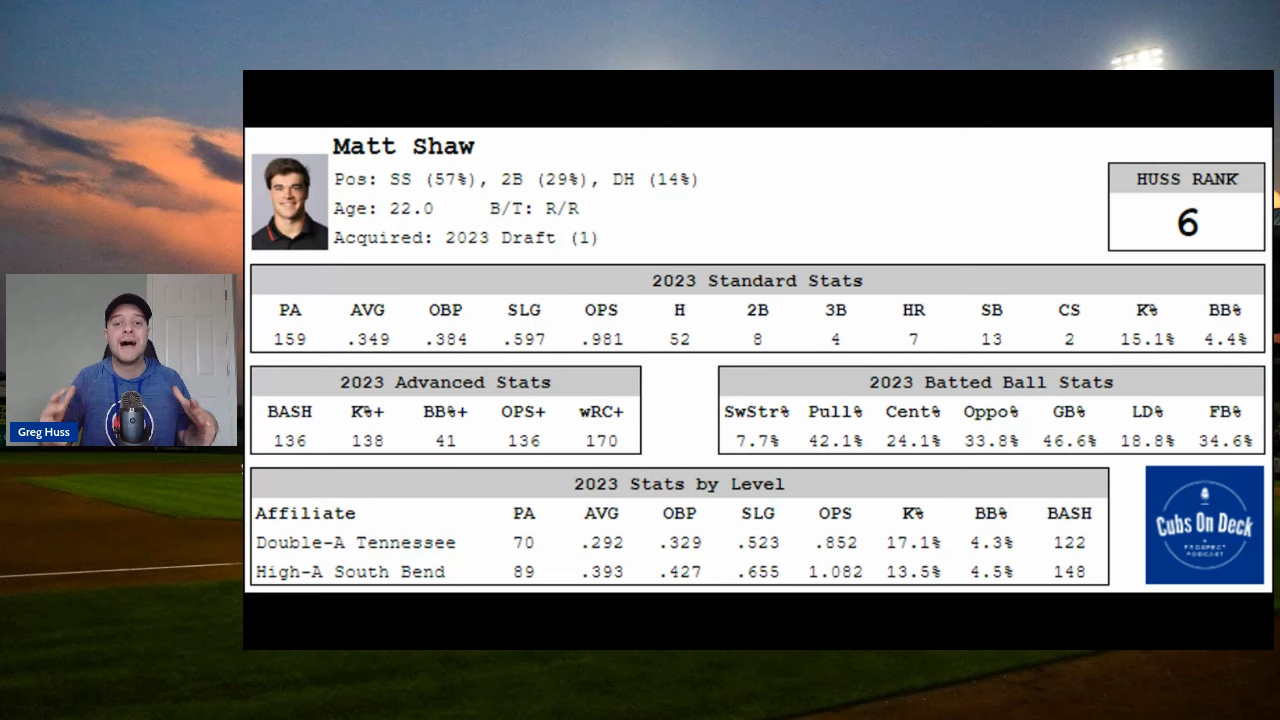 Matt Shaw
Pos: SS (57%), 2B (29%), DH (14%)
Age: 22.0 B/T: R/R
Acquired: 2023 Draft (1)
HUSS RANK
6
2023 Standard Stats
PA AVG OBP SLG OPS H 2B 3B HR SB CS K% BB%
159 .349 .384 .597 .981 52 8 4 7 13 2 15.1% 4.4%
2023 Advanced Stats
BASH K%+ BB%+ OPS+ wRC+
136 138 41 136 170
2023 Batted Ball Stats
SwStr% Pull% Cent% Oppo% GB% LD% FB%
7.7% 42.1% 24.1% 33.8% 46.6% 18.8% 34.6%
Greg Huss
2023 Stats by Level
Affiliate PA AVG OBP SLG OPS K% BB% BASH
Double-A Tennessee 70 .292 .329 .523 .852 17.1% 4.3% 122
High-A South Bend 89 .393 .427 .655 1.082 13.5% 4.5% 148
Cubs On Deck
PROSPECT
PODCAST